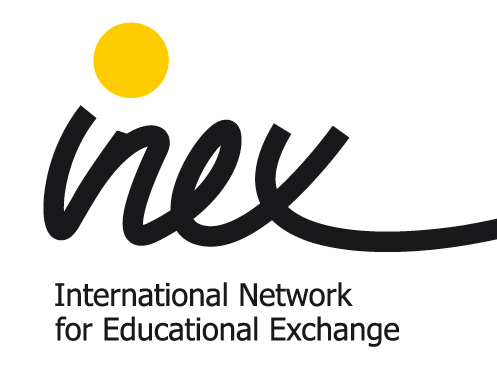 inex
International Network
for Educational Exchange